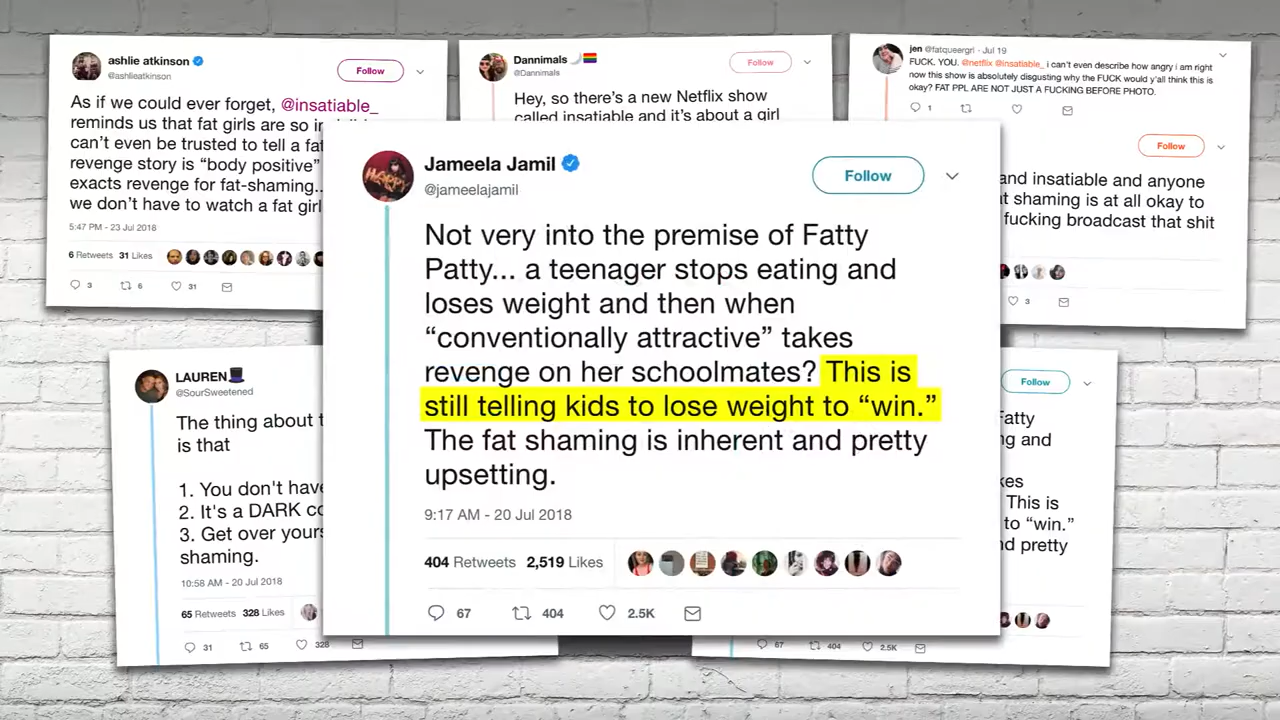 ashlie atkinson
@ashlieatkinson
Follow
As if we could ever forget, @insatiable_
reminds us that fat girls are so
can't even be trusted to tell a fat
revenge story is “body positive”
exacts revenge for fat-shaming..
we don't have to watch a fat girl
5:47 PM - 23 Jul 2018
6 Retweets 31 Likes
3 6 31
Dannimals
@Dannimals
Follow
Hey, so there's a new Netflix show
called insatiable and it's about a girl
jen @fatqueergrl · Jul 19
FUCK. YOU. @netflix @insatiable_ i can't even describe how angry i am right
now this show is absolutely disgusting why the FUCK would y'all think this is
okay? FAT PPL ARE NOT JUST A FUCKING BEFORE PHOTO.
1
Follow
and insatiable and anyone
shaming is at all okay to
fucking broadcast that shit
3
Jameela Jamil
@jameelajamil
Follow
Not very into the premise of Fatty
Patty... a teenager stops eating and
loses weight and then when
“conventionally attractive” takes
revenge on her schoolmates? This is
still telling kids to lose weight to “win.”
The fat shaming is inherent and pretty
upsetting.
9:17 AM - 20 Jul 2018
404 Retweets 2,519 Likes
67 404 2.5K
LAUREN
@SourSweetened
The thing about
is that
1. You don't have
2. It's a DARK
3. Get over
shaming.
10:58 AM - 20 Jul 2018
65 Retweets 328 Likes
31 65 328
Follow
and
This is
to “win.”
pretty
67 404 2.5K